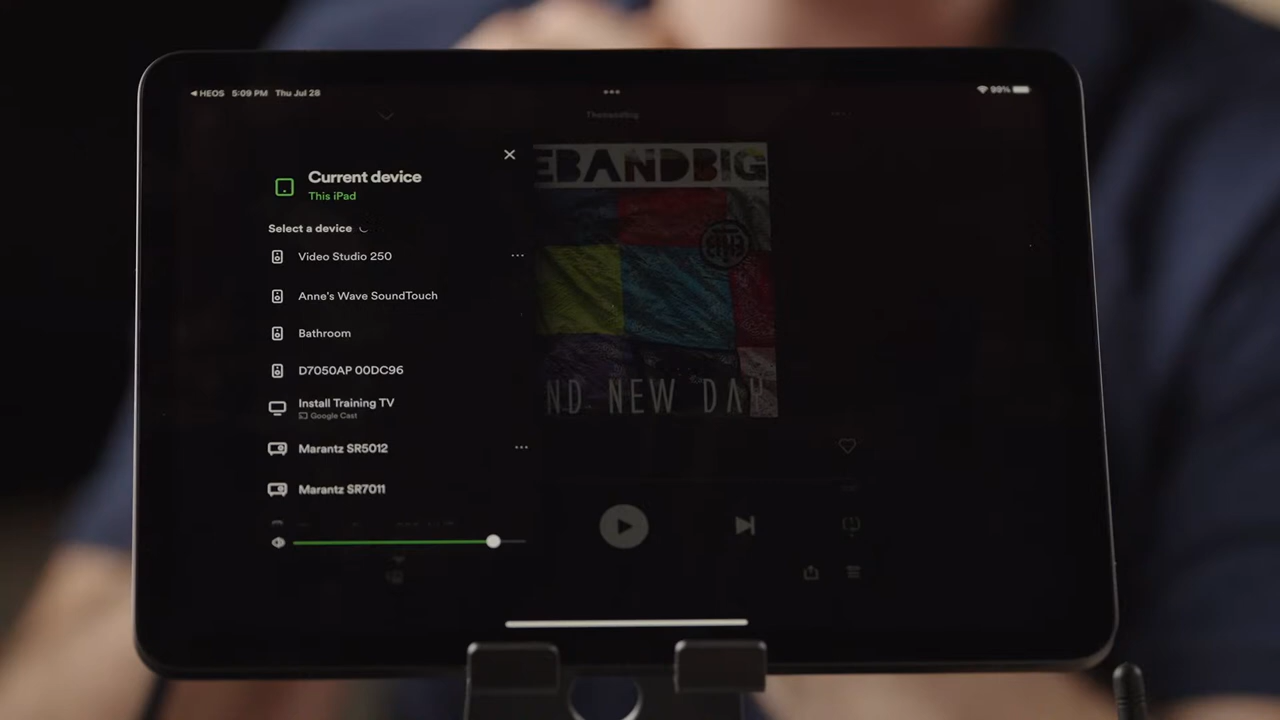 HEOS 5:09 PM Thu Jul 28
99%
Thebandbig
Current device
This iPad
Select a device
Video Studio 250
Anne's Wave SoundTouch
Bathroom
D7050AP 00DC96
Install Training TV
Google Cast
Marantz SR5012
Marantz SR7011
EBANDBIG
ND NEW DAY